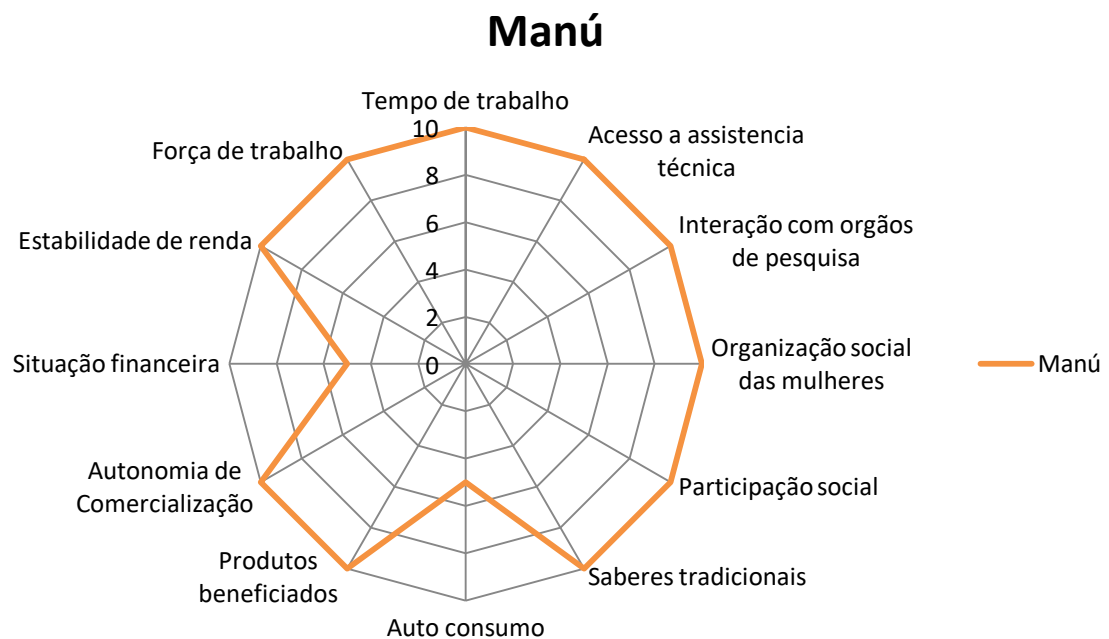 Manú
Tempo de trabalho
Acesso a assistencia
técnica
Interação com orgãos
de pesquisa
Organização social
das mulheres
Participação social
Saberes tradicionais
Auto consumo
Produtos
beneficiados
Autonomia de
Comercialização
Situação financeira
Estabilidade de renda
Força de trabalho
10
8
6
4
2
0
Manú